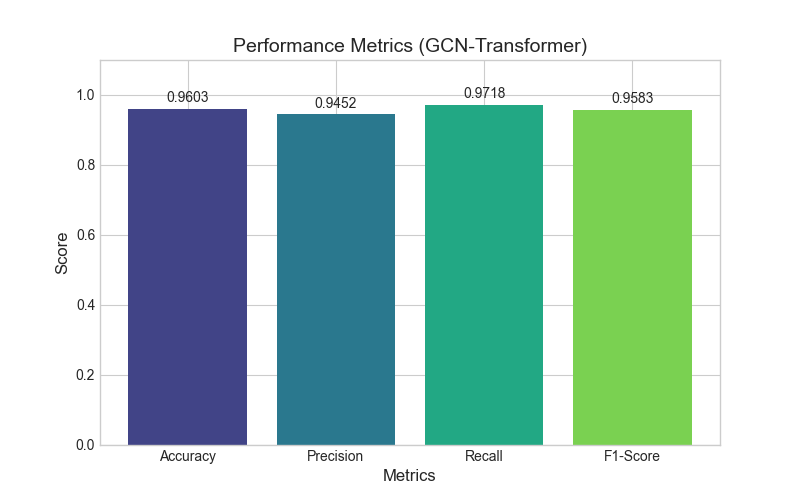 Performance Metrics (GCN-Transformer)
1.0
0.8
0.6
0.4
0.2
0.0
Score
0.9603
0.9452
0.9718
0.9583
Accuracy
Precision
Recall
F1-Score
Metrics